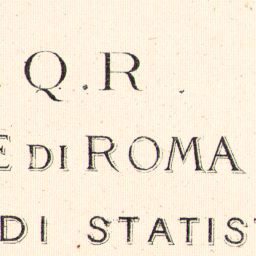 Q.R.
E DI ROMA
DI STATIST